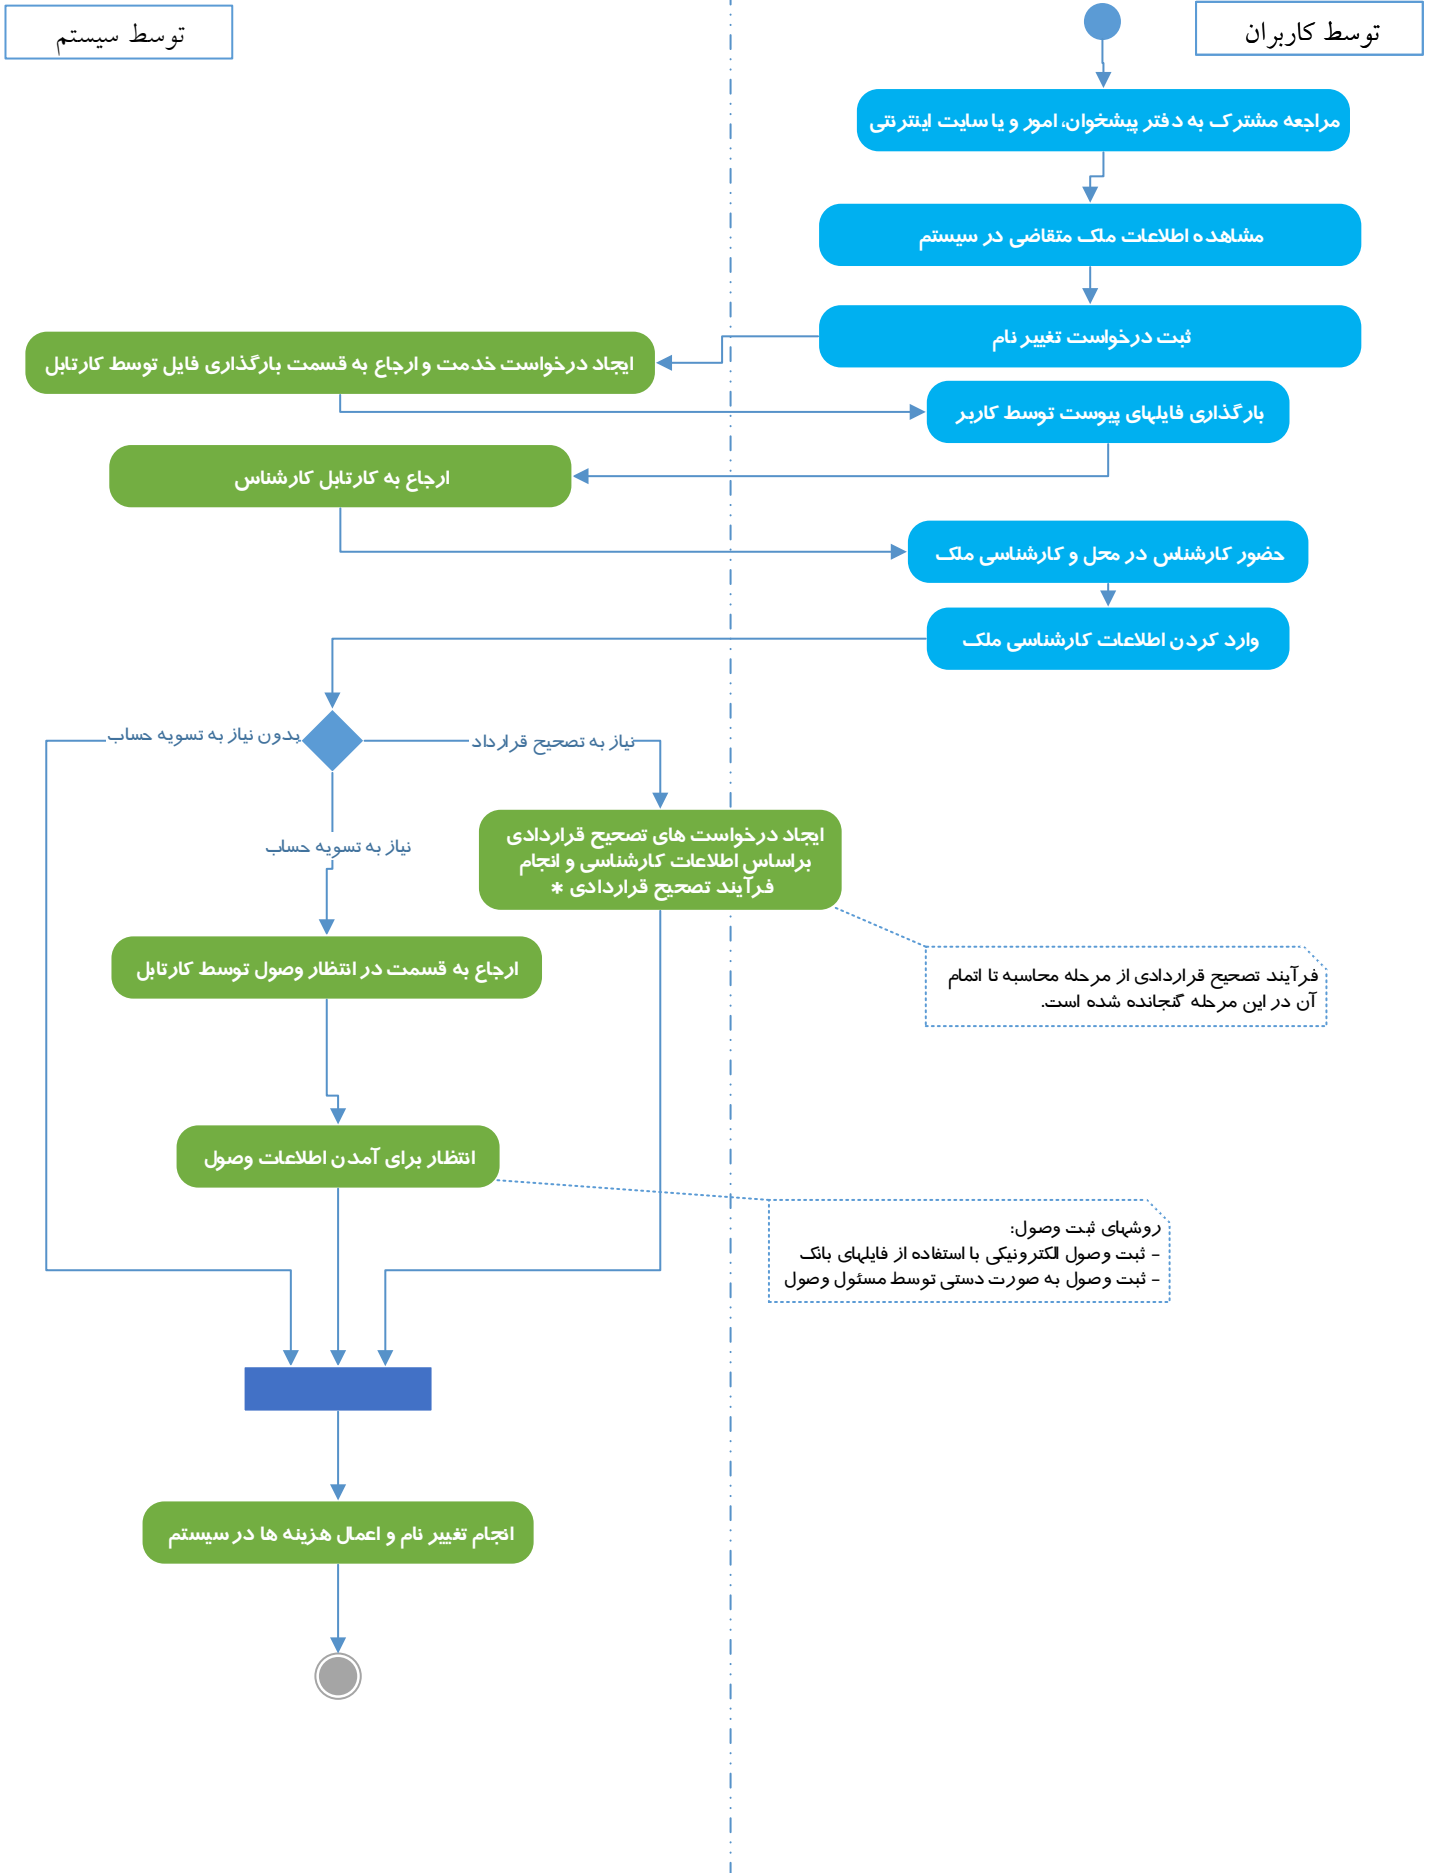 توسط کاربران
توسط سیستم
مراجعه مشترک به دفتر پیشخوان، امور و یا سایت اینترنتی
مشاهده اطلاعات ملک متقاضی در سیستم
ثبت درخواست تغییر نام
ایجاد درخواست خدمت و ارجاع به قسمت بارگذاری فایل توسط کارتابل
بارگذاری فایلهای پیوست توسط کاربر
ارجاع به کارتابل کارشناس
حضور کارشناس در محل و کارشناسی ملک
وارد کردن اطلاعات کارشناسی ملک
نیاز به تصحیح قرارداد
بدون نیاز به تسویه حساب
نیاز به تسویه حساب
ایجاد درخواست های تصحیح قراردادی
براساس اطلاعات کارشناسی و انجام
فرآیند تصحیح قراردادی *
فرآیند تصحیح قراردادی از مرحله محاسبه تا اتمام
آن در این مرحله گنجانده شده است.
ارجاع به قسمت در انتظار وصول توسط کارتابل
انتظار برای آمدن اطلاعات وصول
روشهای ثبت وصول:
- ثبت وصول الکترونیکی با استفاده از فایلهای بانک
- ثبت وصول به صورت دستی توسط مسئول وصول
انجام تغییر نام و اعمال هزینه ها در سیستم